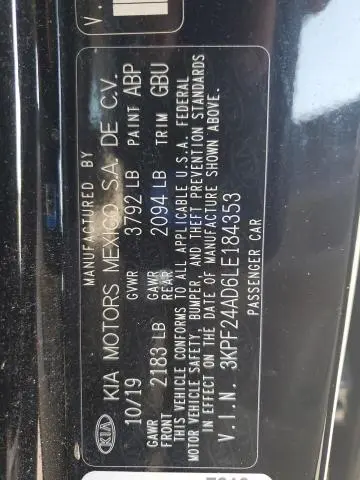 MANUFACTURED BY
KIA KIA MOTORS MEXICO S.A. DE C.V.
10/19 GVWR 3792 LB PAINT ABP
GAWR FRONT 2183 LB GAWR REAR 2094 LB TRIM GBU
THIS VEHICLE CONFORMS TO ALL APPLICABLE U.S.A. FEDERAL
MOTOR VEHICLE SAFETY, BUMPER, AND THEFT PREVENTION STANDARDS
IN EFFECT ON THE DATE OF MANUFACTURE SHOWN ABOVE.
V.I.N. 3KPF24AD6LE184353
PASSENGER CAR
V.